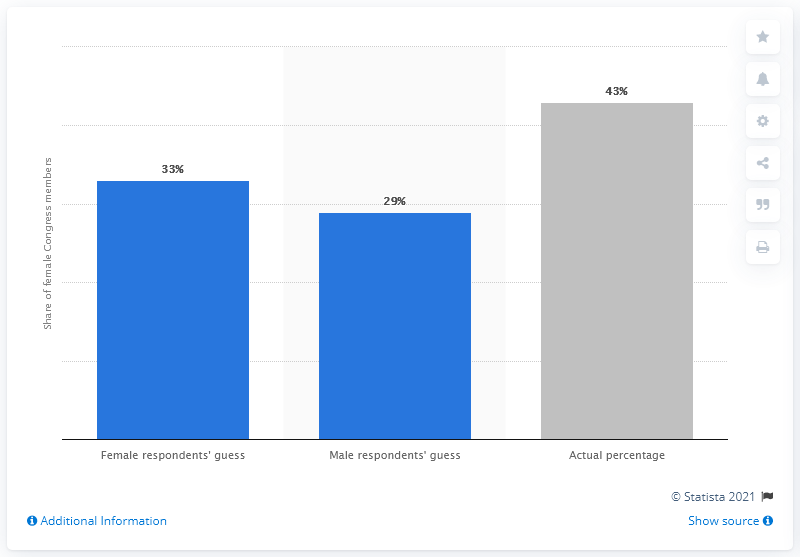 43%
33%
29%
Share of female Congress members
Female respondents' guess
Male respondents' guess
Actual percentage
© Statista 2021
Additional Information
Show source